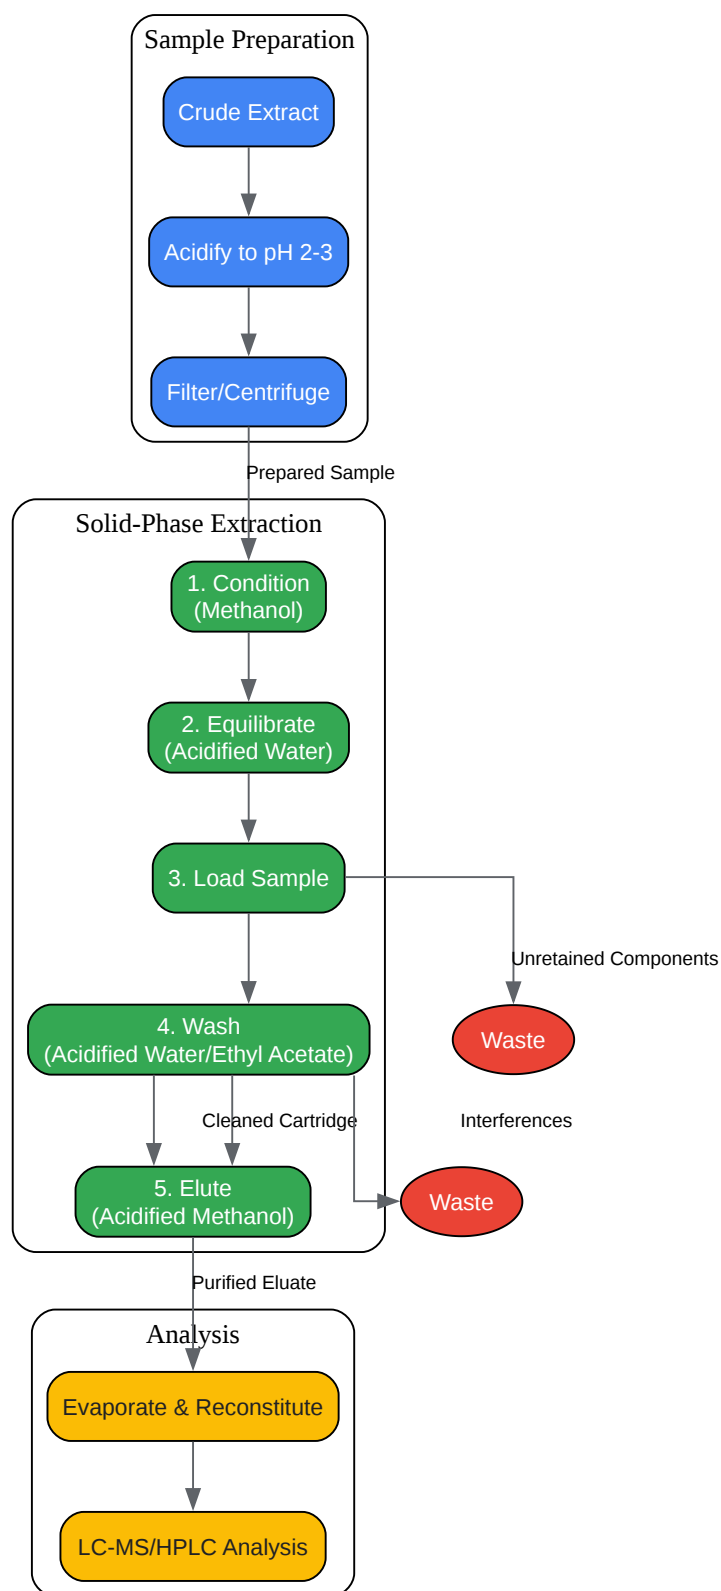 Sample Preparation
Crude Extract
Acidify to pH 2-3
Filter/Centrifuge
Prepared Sample
Solid-Phase Extraction
1. Condition
(Methanol)
2. Equilibrate
(Acidified Water)
3. Load Sample
Unretained Components
4. Wash
(Acidified Water/Ethyl Acetate)
Waste
Cleaned Cartridge
Interferences
5. Elute
(Acidified Methanol)
Waste
Purified Eluate
Analysis
Evaporate & Reconstitute
LC-MS/HPLC Analysis